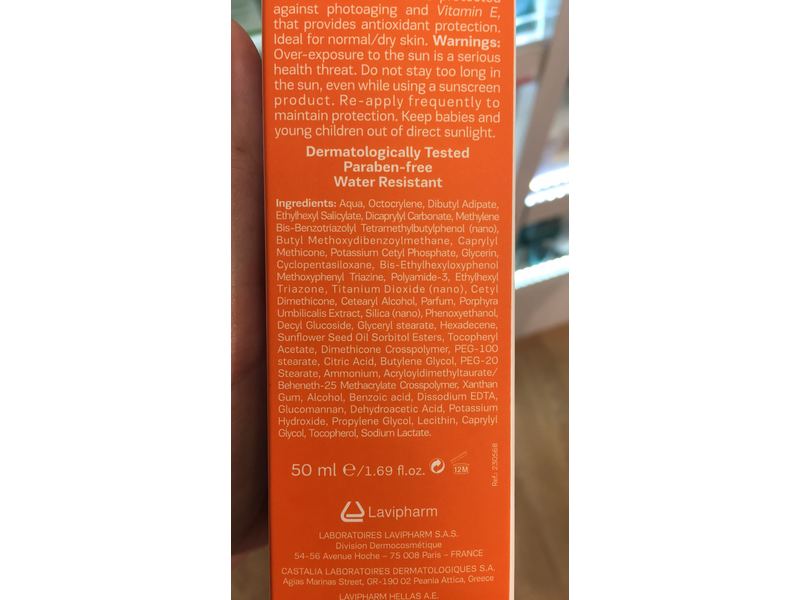 against photoaging and Vitamin E,
that provides antioxidant protection.
Ideal for normal/dry skin. Warnings:
Over-exposure to the sun is a serious
health threat. Do not stay too long in
the sun, even while using a sunscreen
product. Re-apply frequently to
maintain protection. Keep babies and
young children out of direct sunlight.
Dermatologically Tested
Paraben-free
Water Resistant
Ingredients: Aqua, Octocrylene, Dibutyl Adipate,
Ethylhexyl Salicylate, Dicaprylyl Carbonate, Methylene
Bis-Benzotriazolyl Tetramethylbutylphenol (nano),
Butyl Methoxydibenzoylmethane, Caprylyl
Methicone, Potassium Cetyl Phosphate, Glycerin,
Cyclopentasiloxane, Bis-Ethylhexyloxyphenol
Methoxyphenyl Triazine, Polyamide-3, Ethylhexyl
Triazone, Titanium Dioxide (nano), Cetyl
Dimethicone, Cetearyl Alcohol, Parfum, Porphyra
Umbilicalis Extract, Silica (nano), Phenoxyethanol,
Decyl Glucoside, Glyceryl stearate, Hexadecene,
Sunflower Seed Oil Sorbitol Esters, Tocopheryl
Acetate, Dimethicone Crosspolymer, PEG-100
stearate, Citric Acid, Butylene Glycol, PEG-20
Stearate, Ammonium, Acryloyldimethyltaurate/
Beheneth-25 Methacrylate Crosspolymer, Xanthan
Gum, Alcohol, Benzoic acid, Dissodium EDTA,
Glucomannan, Dehydroacetic Acid, Potassium
Hydroxide, Propylene Glycol, Lecithin, Caprylyl
Glycol, Tocopherol, Sodium Lactate.
50 ml ℮/1.69 fl.oz. 12M
Ref.: 230568
Lavipharm
LABORATOIRES LAVIPHARM S.A.S.
Division Dermocosmétique
54-56 Avenue Hoche – 75 008 Paris – FRANCE
CASTALIA LABORATOIRES DERMATOLOGIQUES S.A.
Agias Marinas Street, GR-190 02 Peania Attica, Greece
LAVIPHARM HELLAS A.E.